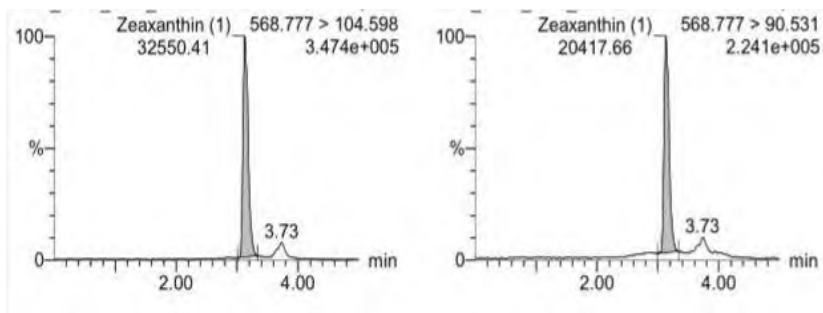 Zeaxanthin (1) 568.777 > 104.598
32550.41 3.474e+005
100
%
0
3.73
2.00 4.00 min
Zeaxanthin (1) 568.777 > 90.531
20417.66 2.241e+005
100
%
0
3.73
2.00 4.00 min